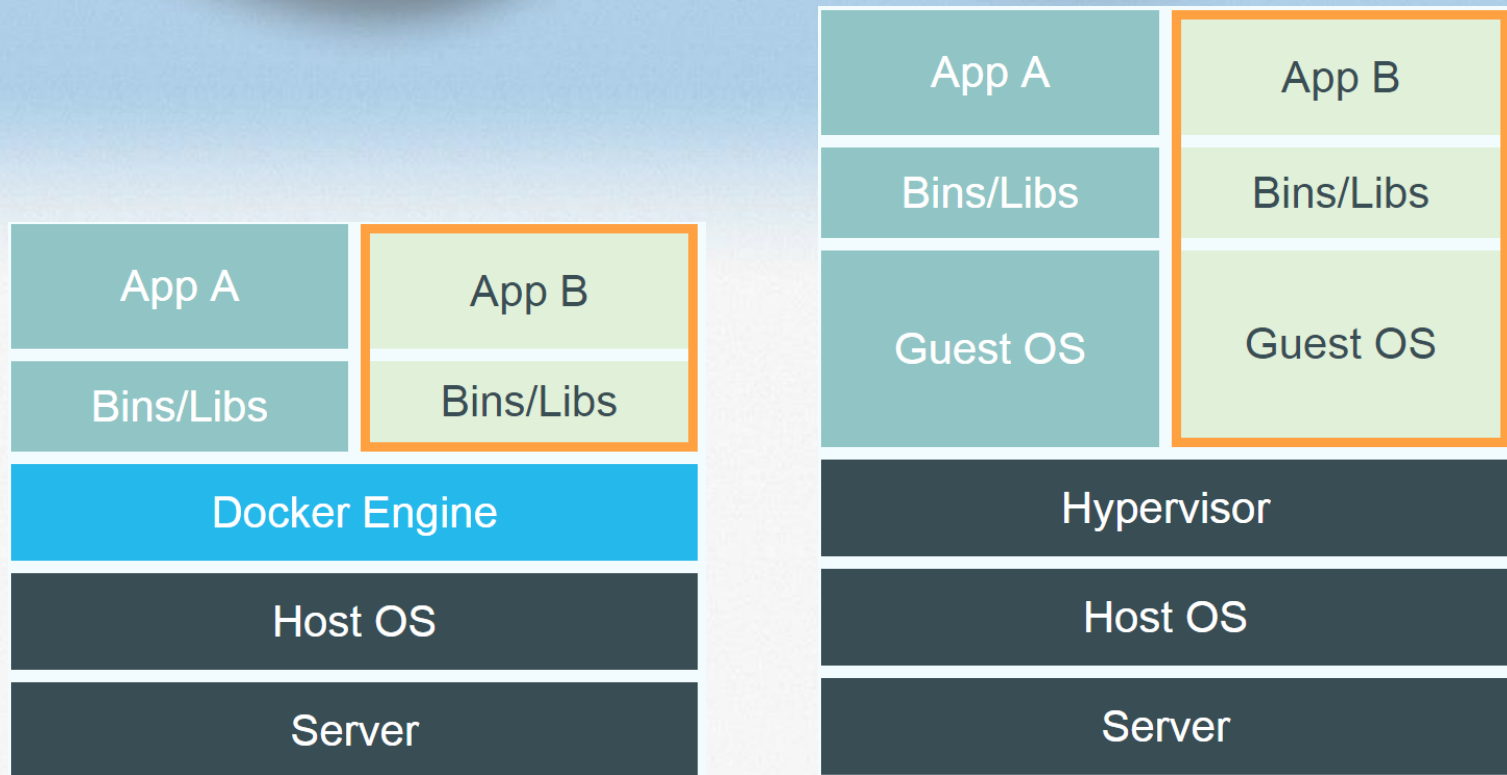 App A
App B
Bins/Libs
Bins/Libs
Docker Engine
Host OS
Server
App A
App B
Bins/Libs
Bins/Libs
Guest OS
Guest OS
Hypervisor
Host OS
Server